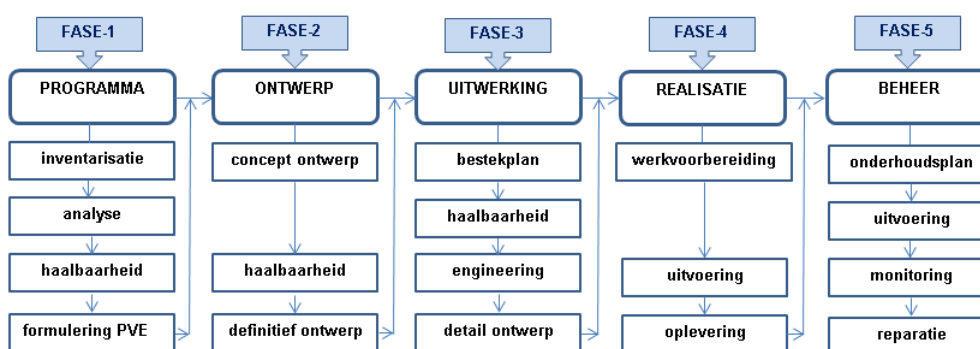 FASE-1
FASE-2
FASE-3
FASE-4
FASE-5
PROGRAMMA
ONTWERP
UITWERKING
REALISATIE
BEHEER
inventarisatie
concept ontwerp
bestekplan
werkvoorbereiding
onderhoudsplan
analyse
haalbaarheid
uitvoering
haalbaarheid
haalbaarheid
engineering
uitvoering
monitoring
formulering PVE
definitief ontwerp
detail ontwerp
oplevering
reparatie